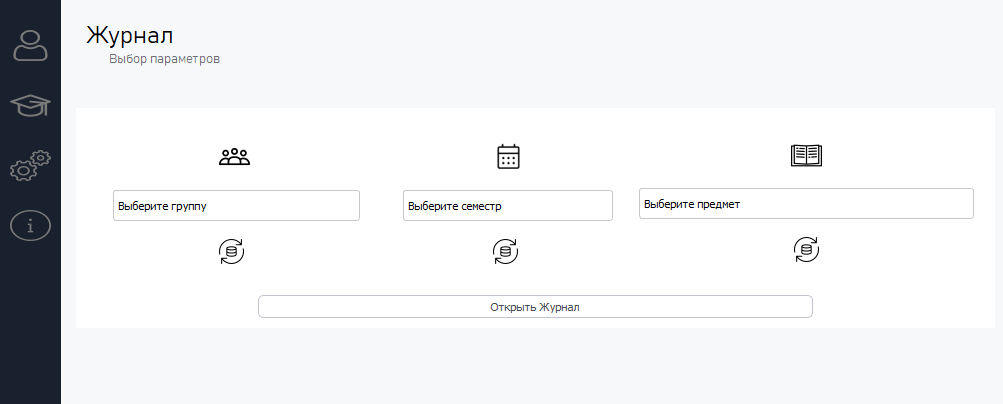 Журнал
Выбор параметров
Выберите группу
Выберите семестр
Выберите предмет
Открыть Журнал